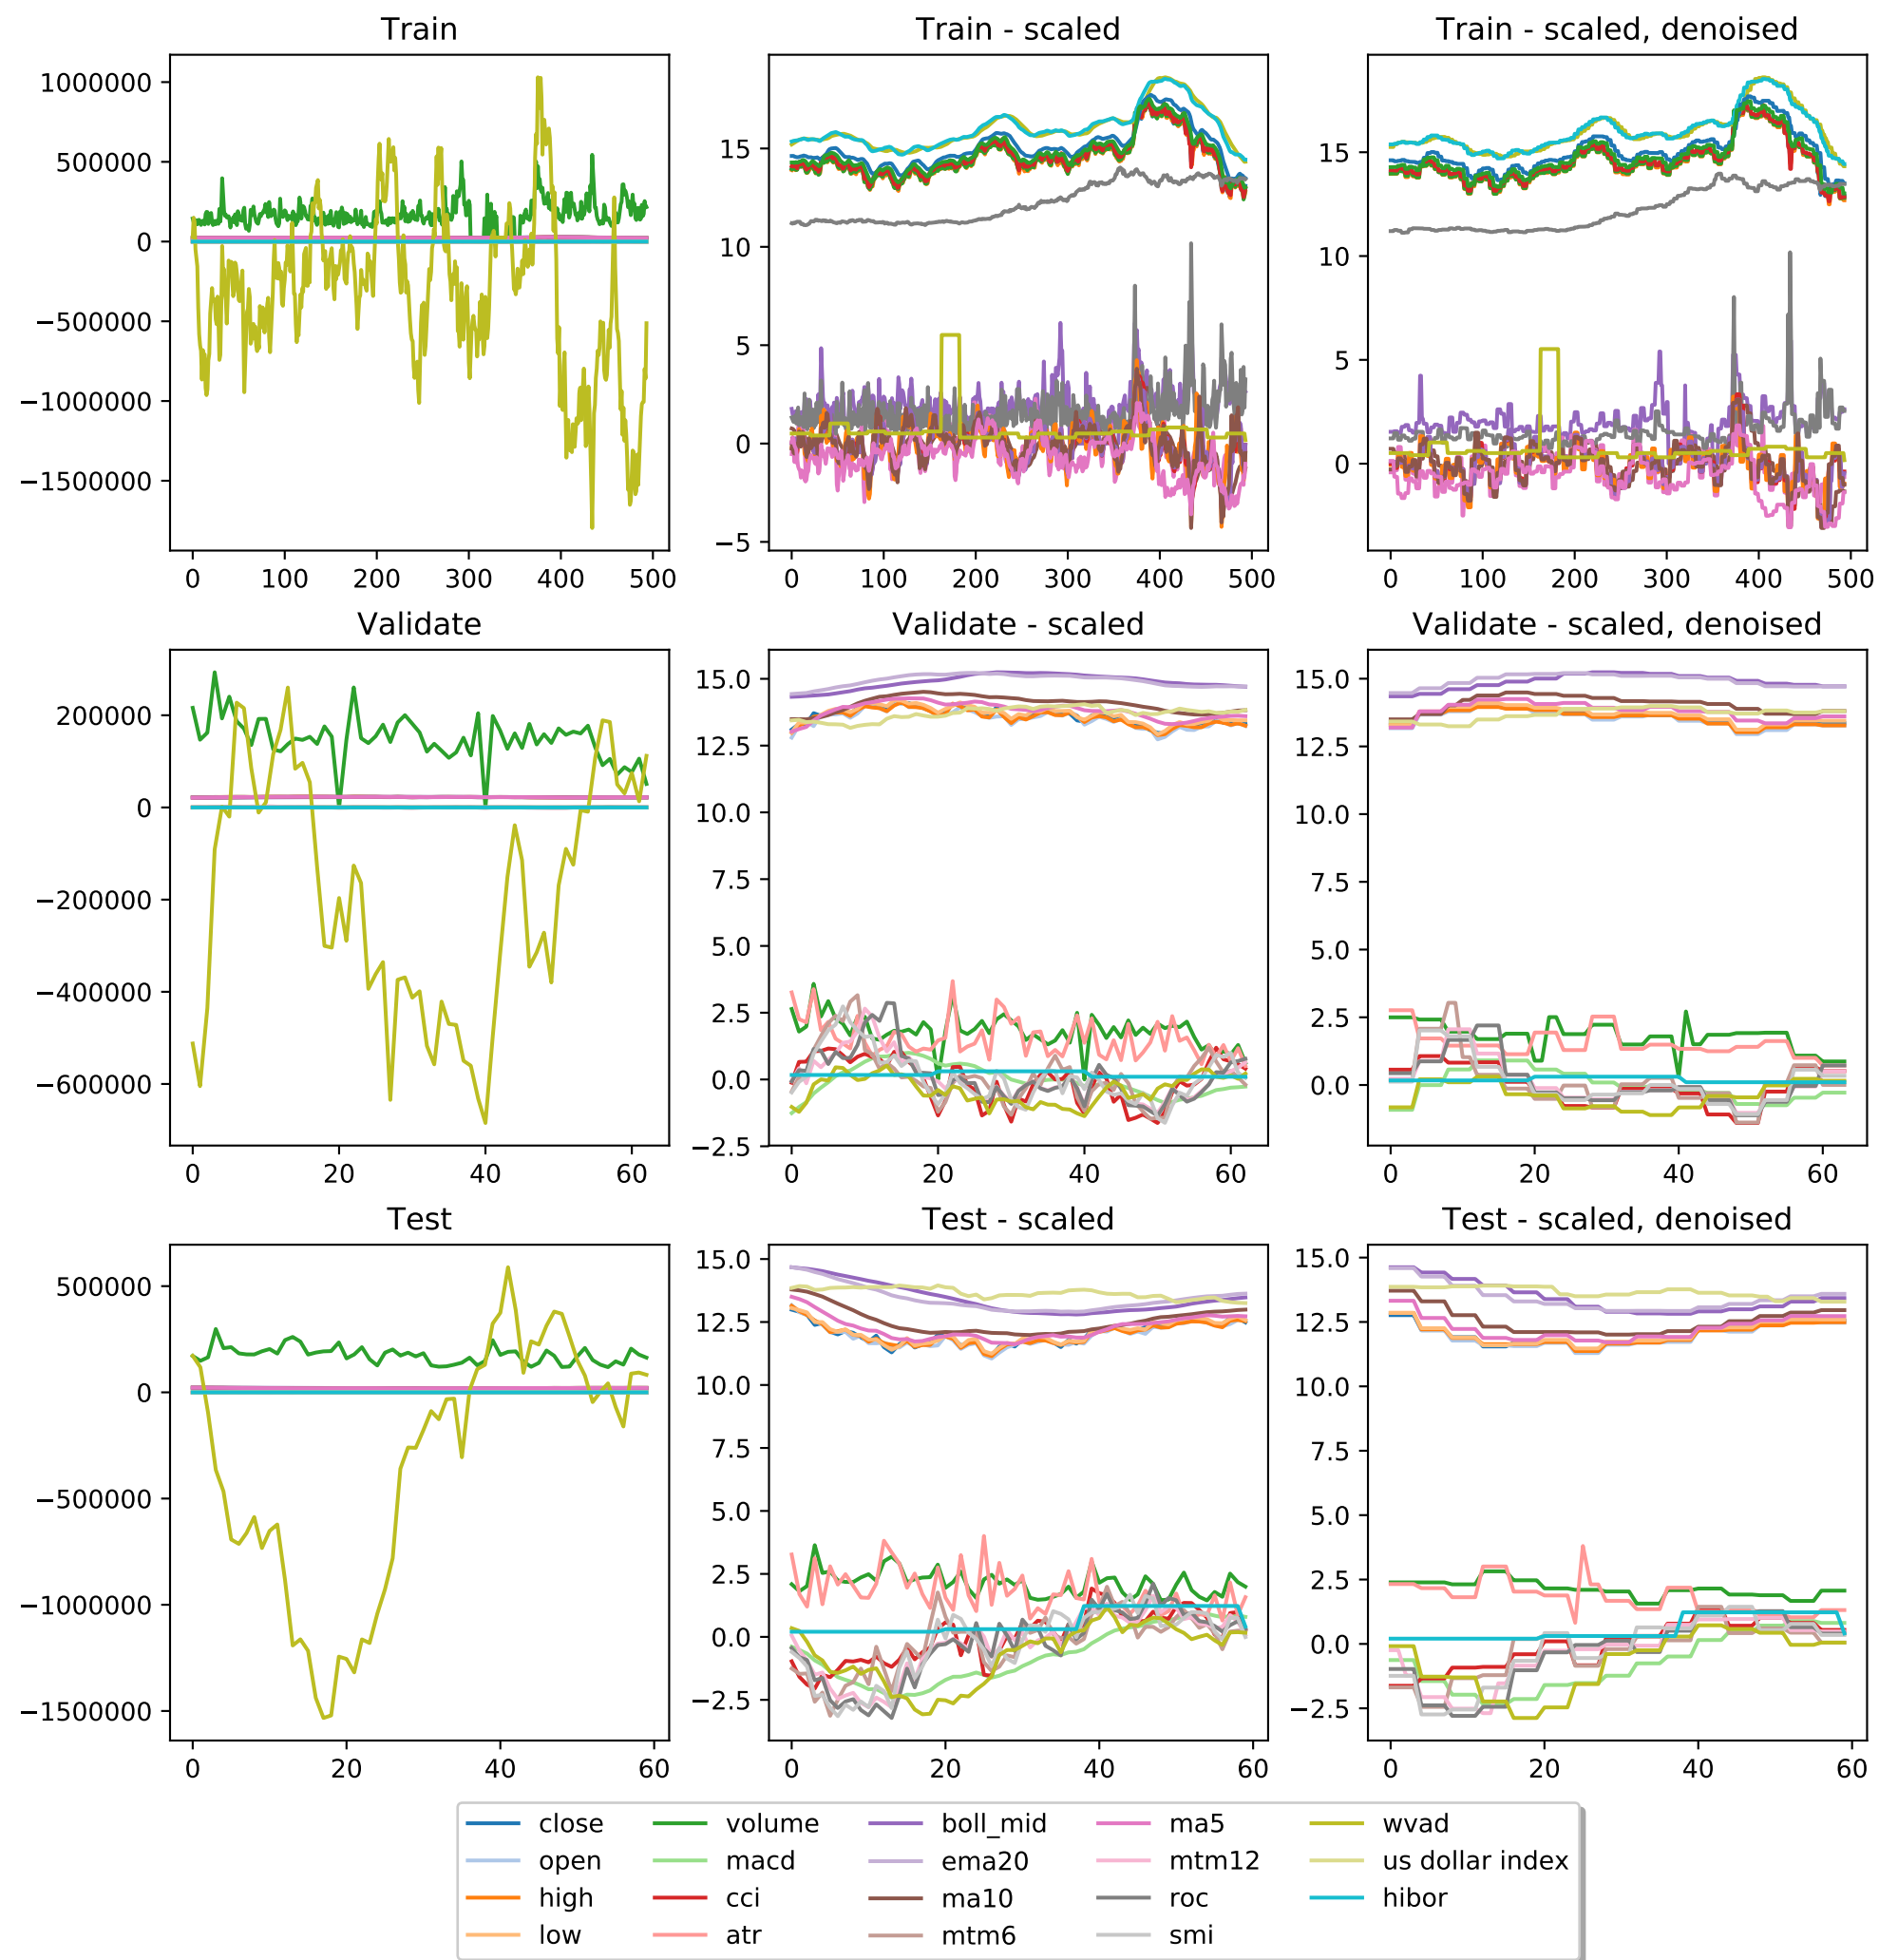 Train
Train - scaled
Train - scaled, denoised
1000000
500000
0
−500000
−1000000
−1500000
0 100 200 300 400 500
15
10
5
0
−5
0 100 200 300 400 500
15
10
5
0
0 100 200 300 400 500
Validate
Validate - scaled
Validate - scaled, denoised
200000
0
−200000
−400000
−600000
0 20 40 60
15.0
12.5
10.0
7.5
5.0
2.5
0.0
−2.5
0 20 40 60
15.0
12.5
10.0
7.5
5.0
2.5
0.0
0 20 40 60
Test
Test - scaled
Test - scaled, denoised
500000
0
−500000
−1000000
−1500000
0 20 40 60
15.0
12.5
10.0
7.5
5.0
2.5
0.0
−2.5
0 20 40 60
15.0
12.5
10.0
7.5
5.0
2.5
0.0
−2.5
0 20 40 60
close volume boll_mid ma5 wvad
open macd ema20 mtm12 us dollar index
high cci ma10 roc hibor
low atr mtm6 smi